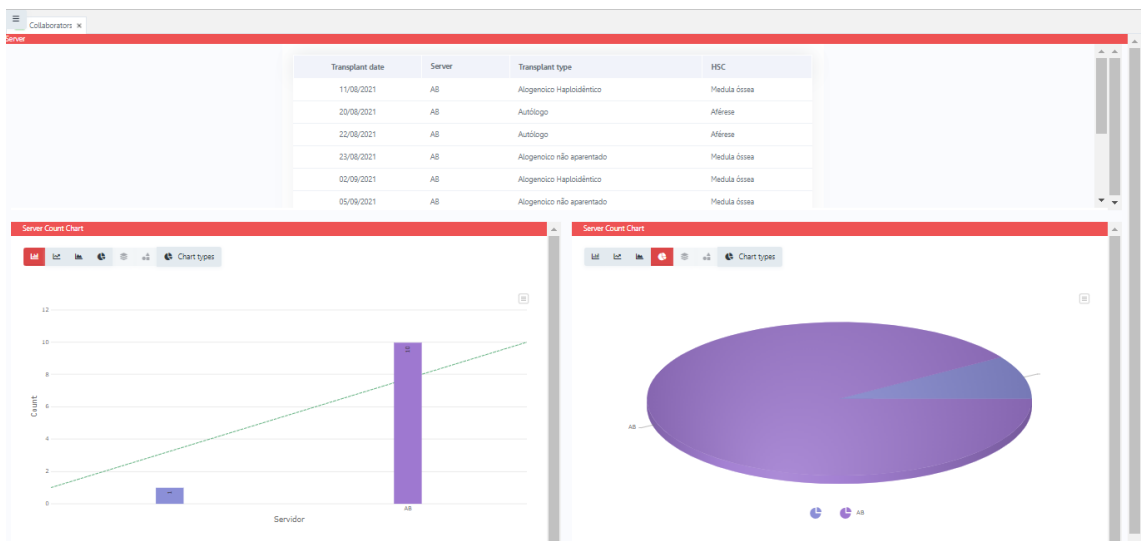 Collaborators ×
Server
Transplant date Server Transplant type HSC
11/08/2021 AB Alogenoico Haploidêntico Medula óssea
20/08/2021 AB Autólogo Aférese
22/08/2021 AB Autólogo Aférese
23/08/2021 AB Alogenoico não aparentado Medula óssea
02/09/2021 AB Alogenoico Haploidêntico Medula óssea
05/09/2021 AB Alogenoico não aparentado Medula óssea
Server Count Chart
Chart types
12
10
8
6
4
2
0
Count
1
10
AB
Servidor
Server Count Chart
Chart types
AB
AB